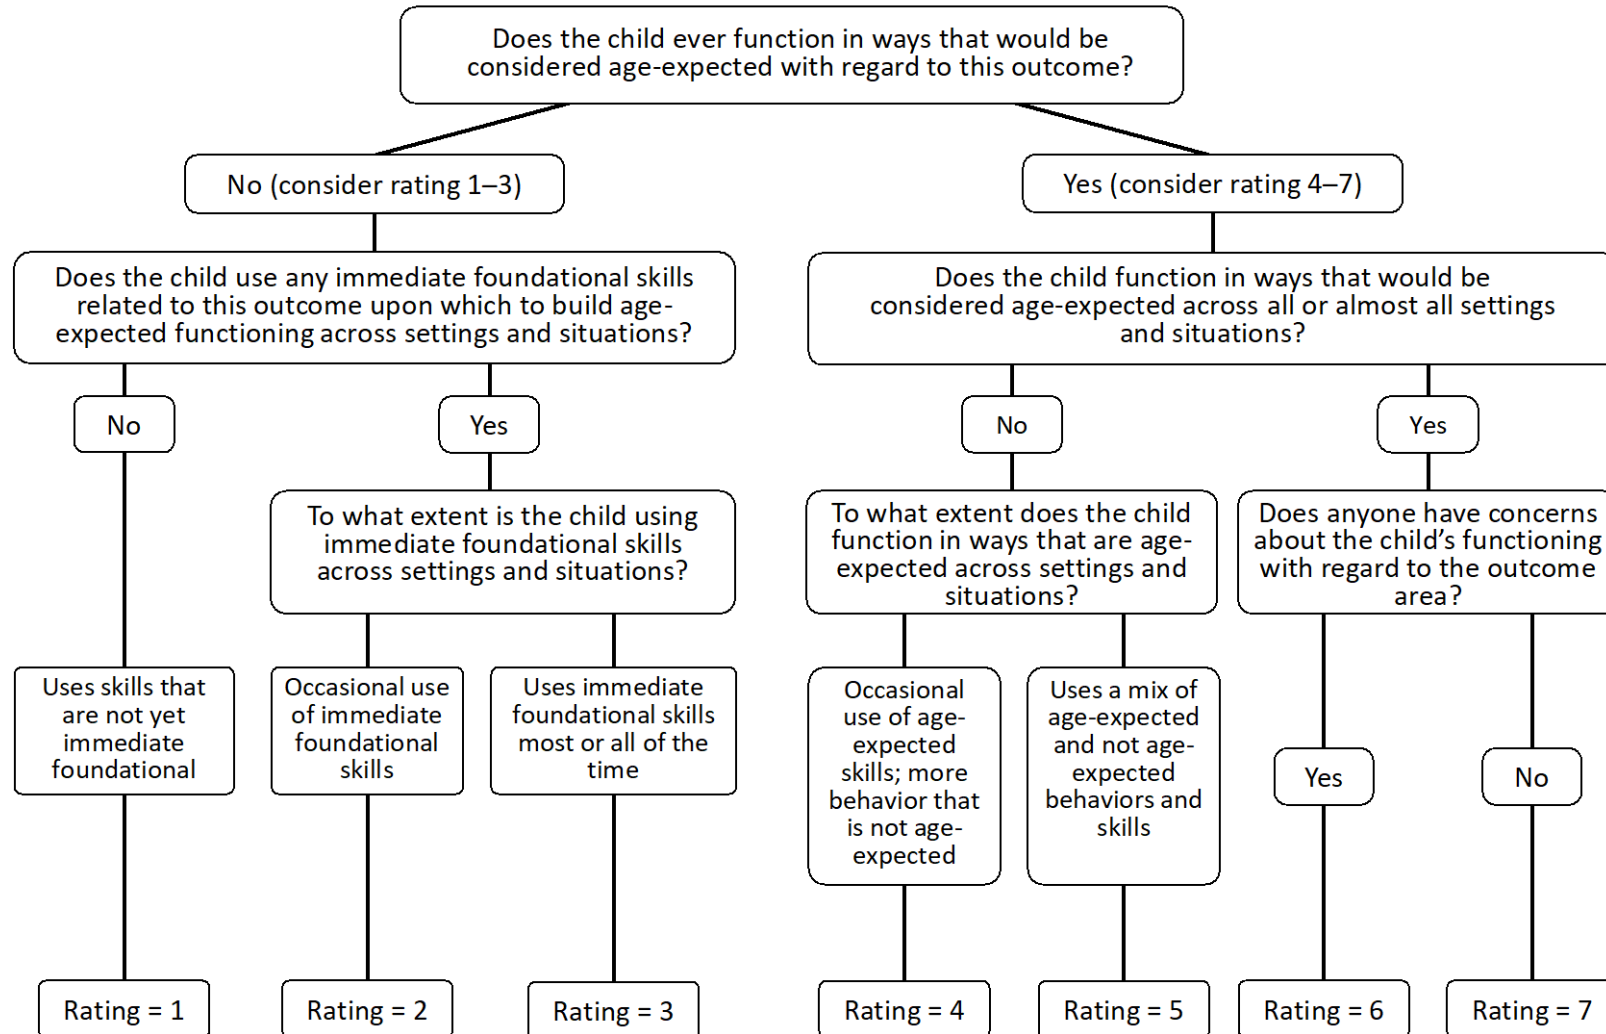 Does the child ever function in ways that would be
considered age-expected with regard to this outcome?
No (consider rating 1–3)
Yes (consider rating 4–7)
Does the child use any immediate foundational skills
related to this outcome upon which to build age-
expected functioning across settings and situations?
Does the child function in ways that would be
considered age-expected across all or almost all settings
and situations?
No
Yes
No
Yes
To what extent is the child using
immediate foundational skills
across settings and situations?
To what extent does the child
function in ways that are age-
expected across settings and
situations?
Does anyone have concerns
about the child’s functioning
with regard to the outcome
area?
Uses skills that
are not yet
immediate
foundational
Occasional use
of immediate
foundational
skills
Uses immediate
foundational skills
most or all of the
time
Occasional
use of age-
expected
skills; more
behavior that
is not age-
expected
Uses a mix of
age-expected
and not age-
expected
behaviors and
skills
Yes
No
Rating = 1
Rating = 2
Rating = 3
Rating = 4
Rating = 5
Rating = 6
Rating = 7